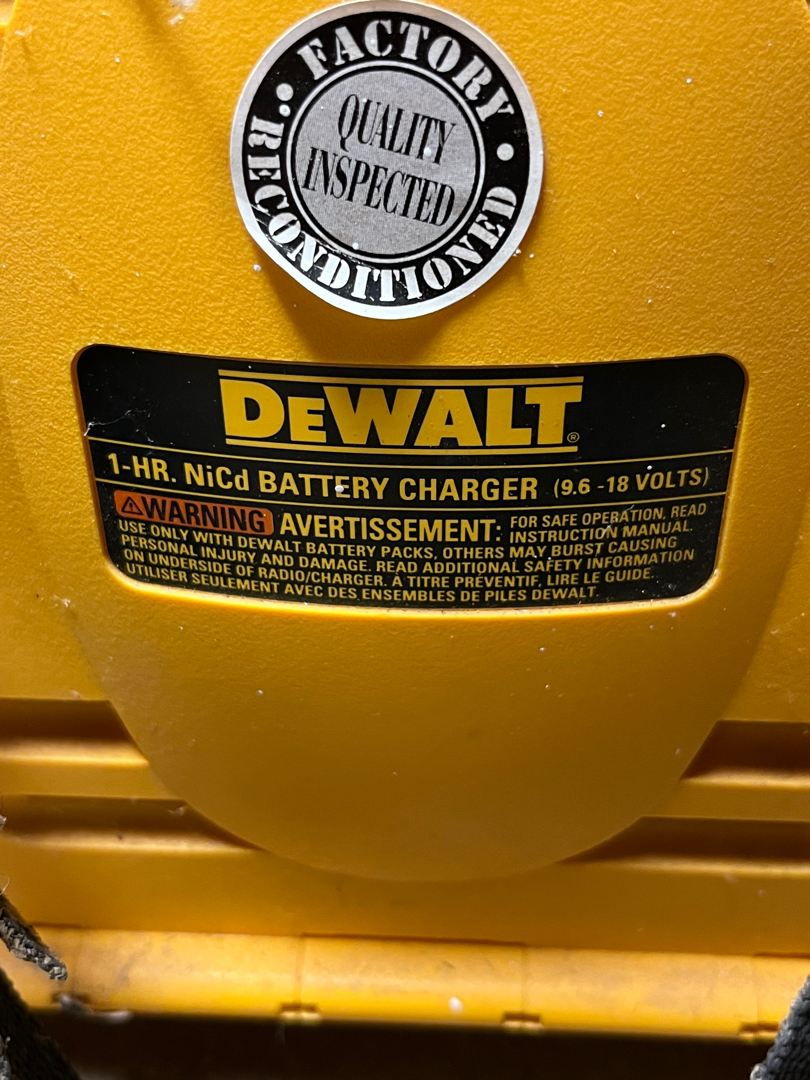 FACTORY
RECONDITIONED
QUALITY
INSPECTED
DEWALT®
1-HR. NiCd BATTERY CHARGER (9.6 -18 VOLTS)
⚠WARNING AVERTISSEMENT: FOR SAFE OPERATION, READ
INSTRUCTION MANUAL.
USE ONLY WITH DEWALT BATTERY PACKS, OTHERS MAY BURST CAUSING
PERSONAL INJURY AND DAMAGE. READ ADDITIONAL SAFETY INFORMATION
ON UNDERSIDE OF RADIO/CHARGER. À TITRE PRÉVENTIF, LIRE LE GUIDE.
UTILISER SEULEMENT AVEC DES ENSEMBLES DE PILES DEWALT.